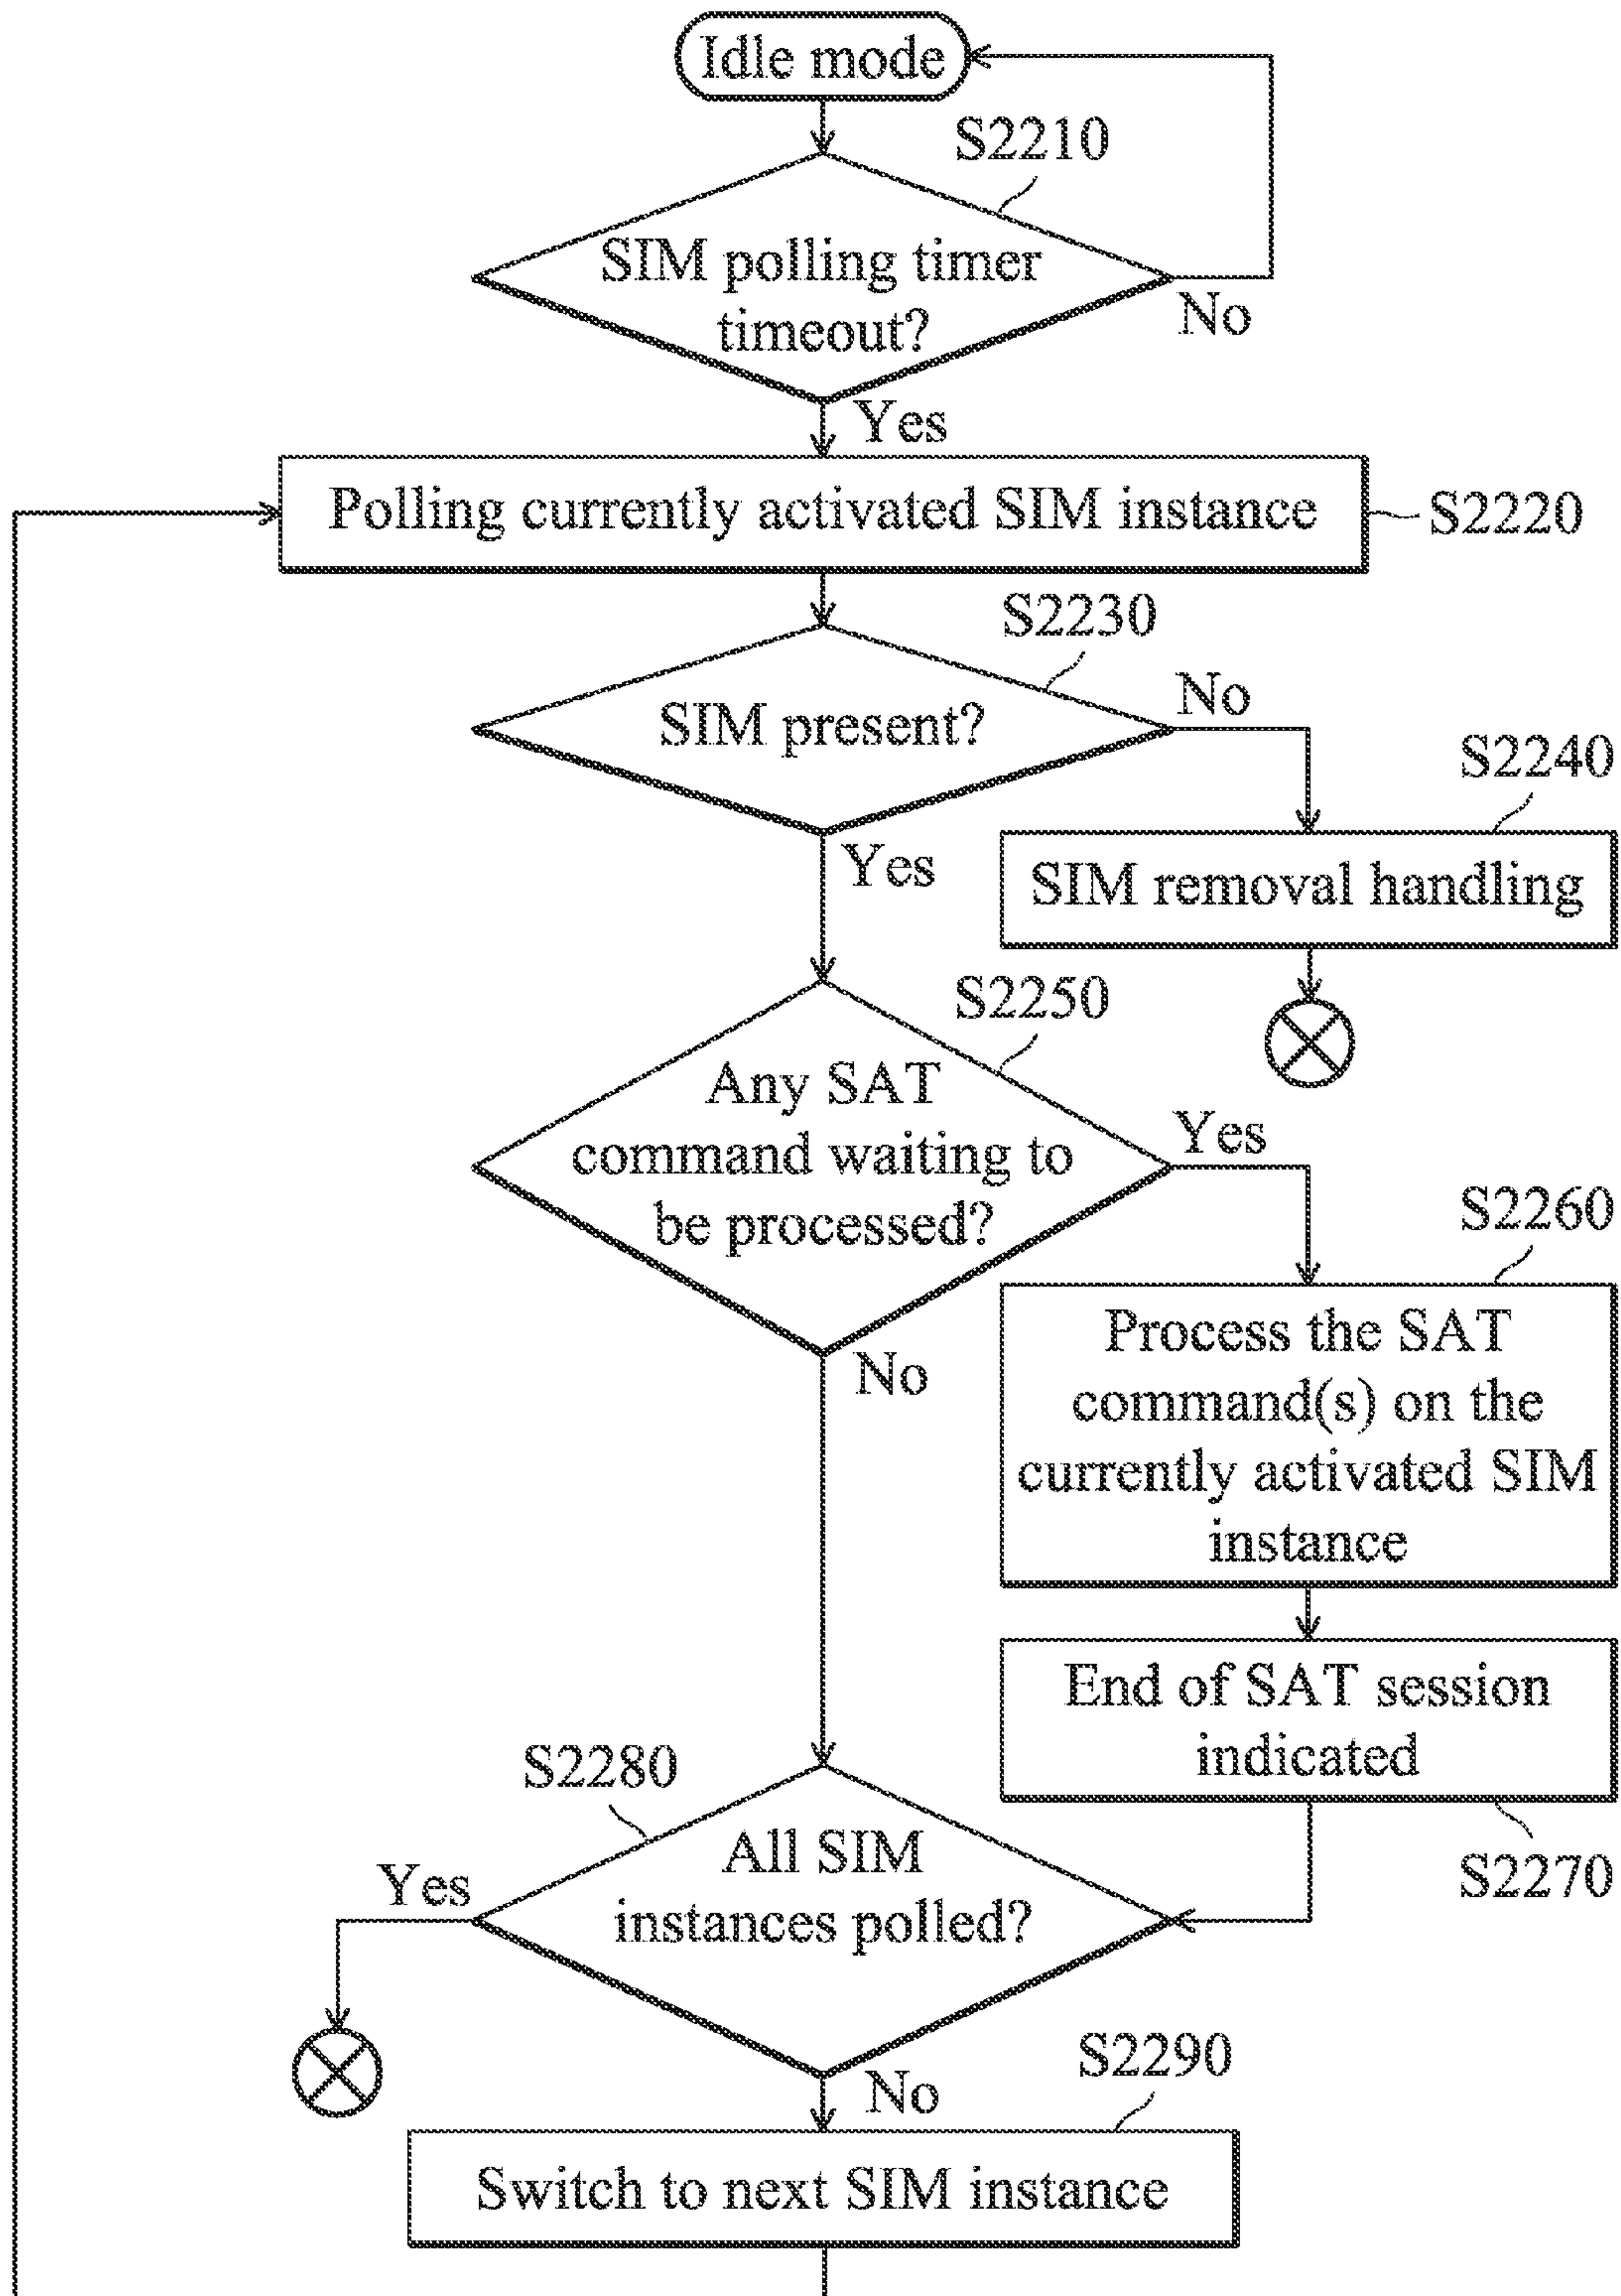 Idle mode
S2210
SIM polling timer
timeout?
No
Yes
Polling currently activated SIM instance
S2220
S2230
SIM present?
No
S2240
Yes
SIM removal handling
S2250
Any SAT
command waiting to
be processed?
Yes
S2260
No
Process the SAT
command(s) on the
currently activated SIM
instance
End of SAT session
indicated
S2270
S2280
All SIM
instances polled?
Yes
No
S2290
Switch to next SIM instance